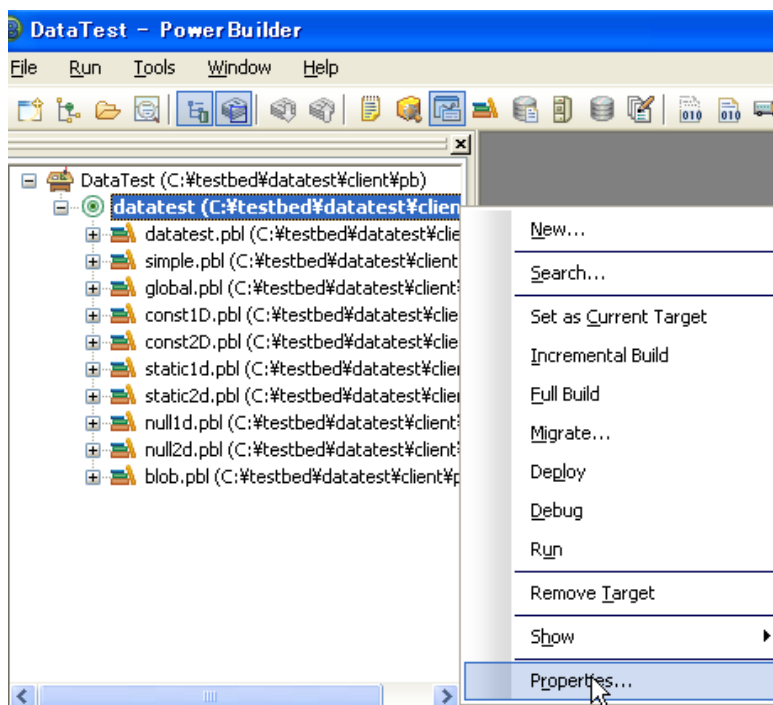 DataTest - PowerBuilder
File Run Tools Window Help
DataTest (C:¥testbed¥datatest¥client¥pb)
datatest (C:¥testbed¥datatest¥clien
datatest.pbl (C:¥testbed¥datatest¥clie
simple.pbl (C:¥testbed¥datatest¥client
global.pbl (C:¥testbed¥datatest¥client¥
const1D.pbl (C:¥testbed¥datatest¥clie
const2D.pbl (C:¥testbed¥datatest¥clie
static1d.pbl (C:¥testbed¥datatest¥clien
static2d.pbl (C:¥testbed¥datatest¥clien
null1d.pbl (C:¥testbed¥datatest¥client¥
null2d.pbl (C:¥testbed¥datatest¥client¥
blob.pbl (C:¥testbed¥datatest¥client¥p
New...
Search...
Set as Current Target
Incremental Build
Full Build
Migrate...
Deploy
Debug
Run
Remove Target
Show
Properties...